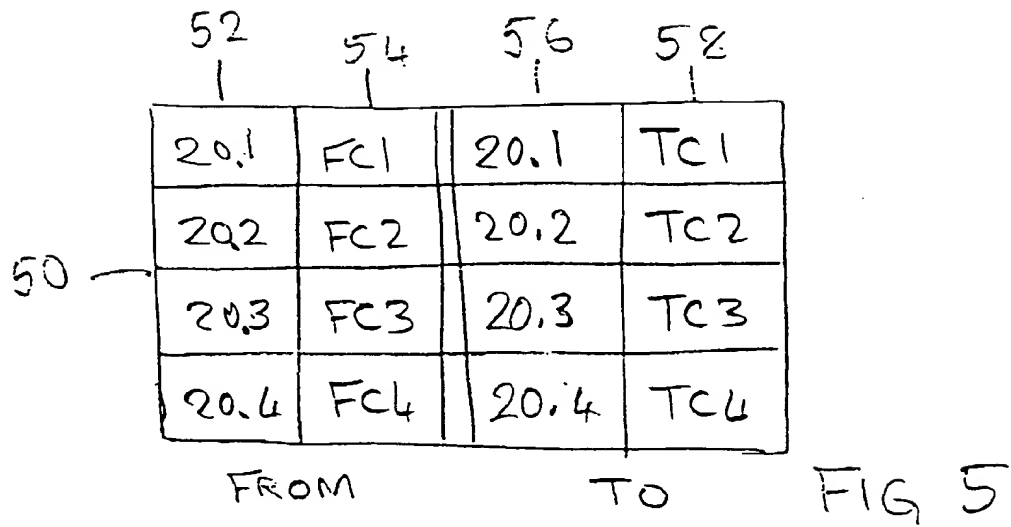 52 54 56 58
20.1 FC1 20.1 TC1
20.2 FC2 20.2 TC2
50
20.3 FC3 20.3 TC3
20.4 FC4 20.4 TC4
FROM TO FIG 5